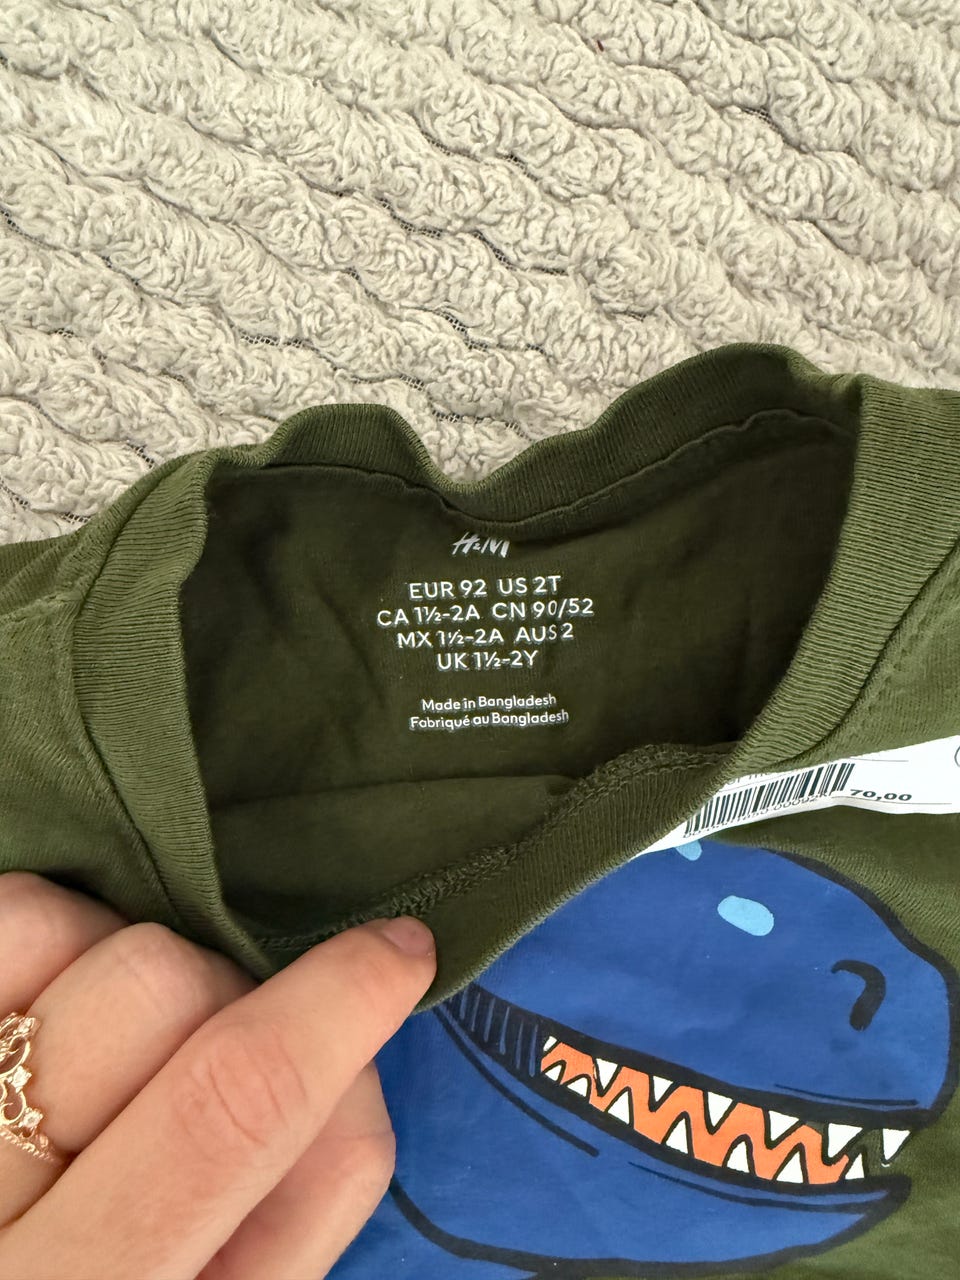 H&M
EUR 92 US 2T
CA 1½-2A CN 90/52
MX 1½-2A AUS 2
UK 1½-2Y
Made in Bangladesh
Fabriqué au Bangladesh
70,00